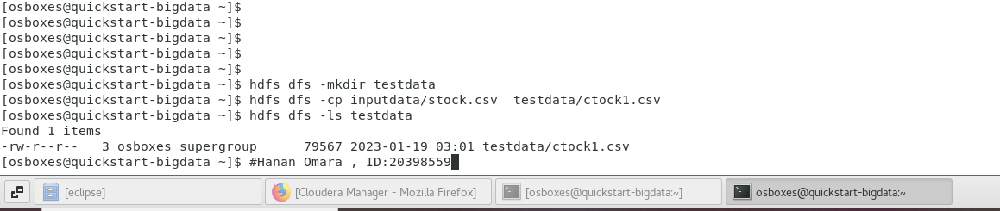 [osboxes@quickstart-bigdata ~]$
[osboxes@quickstart-bigdata ~]$
[osboxes@quickstart-bigdata ~]$
[osboxes@quickstart-bigdata ~]$
[osboxes@quickstart-bigdata ~]$
[osboxes@quickstart-bigdata ~]$ hdfs dfs -mkdir testdata
[osboxes@quickstart-bigdata ~]$ hdfs dfs -cp inputdata/stock.csv  testdata/ctock1.csv
[osboxes@quickstart-bigdata ~]$ hdfs dfs -ls testdata
Found 1 items
-rw-r--r--   3 osboxes supergroup      79567 2023-01-19 03:01 testdata/ctock1.csv
[osboxes@quickstart-bigdata ~]$ #Hanan Omara , ID:20398559
[eclipse] [Cloudera Manager - Mozilla Firefox] [osboxes@quickstart-bigdata:~] osboxes@quickstart-bigdata:~